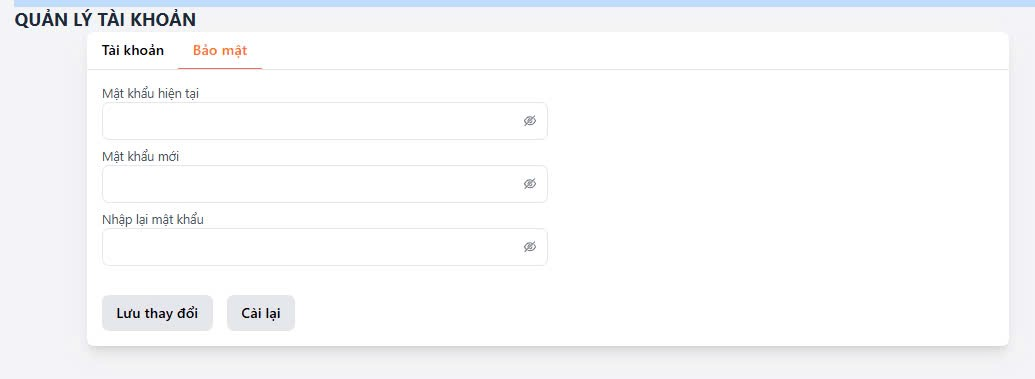 QUẢN LÝ TÀI KHOẢN
Tài khoản Bảo mật
Mật khẩu hiện tại
Mật khẩu mới
Nhập lại mật khẩu
Lưu thay đổi Cài lại